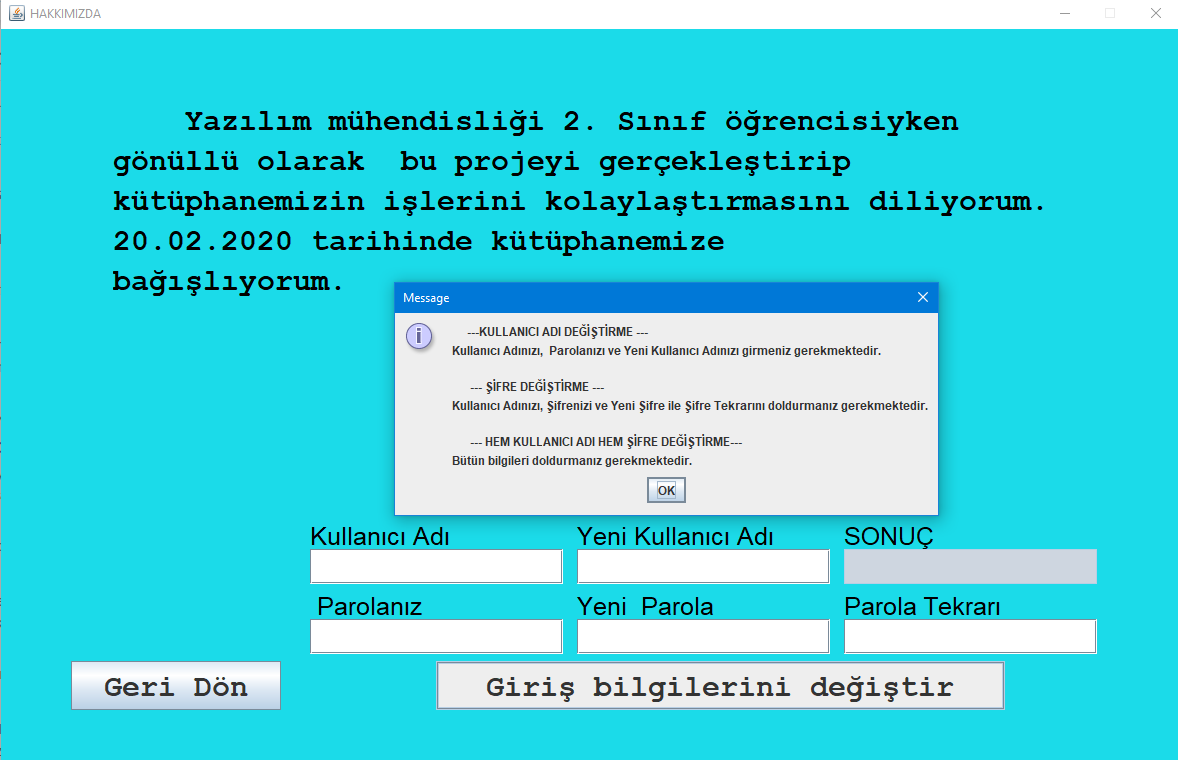 HAKKIMIZDA
Yazılım mühendisliği 2. Sınıf öğrencisiyken
gönüllü olarak  bu projeyi gerçekleştirip
kütüphanemizin işlerini kolaylaştırmasını diliyorum.
20.02.2020 tarihinde kütüphanemize
bağışlıyorum.
Message
---KULLANICI ADI DEĞİŞTİRME ---
Kullanıcı Adınızı,  Parolanızı ve Yeni Kullanıcı Adınızı girmeniz gerekmektedir.
--- ŞİFRE DEĞİŞTİRME ---
Kullanıcı Adınızı, Şifrenizi ve Yeni Şifre ile Şifre Tekrarını doldurmanız gerekmektedir.
--- HEM KULLANICI ADI HEM ŞİFRE DEĞİŞTİRME---
Bütün bilgileri doldurmanız gerekmektedir.
OK
Kullanıcı Adı
Yeni Kullanıcı Adı
SONUÇ
Parolanız
Yeni  Parola
Parola Tekrarı
Geri Dön
Giriş bilgilerini değiştir